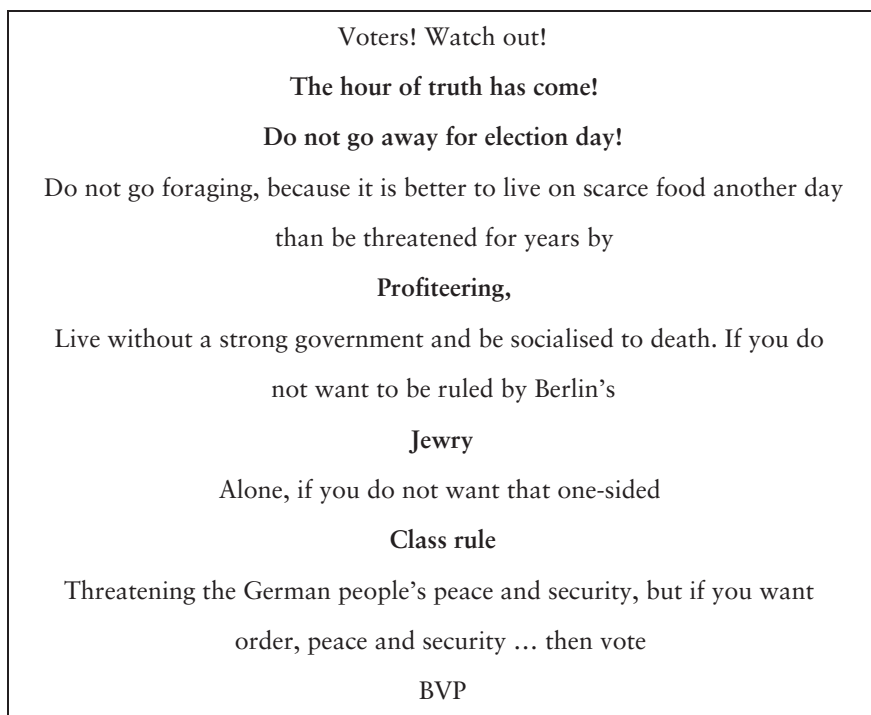 Voters! Watch out!
The hour of truth has come!
Do not go away for election day!
Do not go foraging, because it is better to live on scarce food another day
than be threatened for years by
Profiteering,
Live without a strong government and be socialised to death. If you do
not want to be ruled by Berlin’s
Jewry
Alone, if you do not want that one-sided
Class rule
Threatening the German people’s peace and security, but if you want
order, peace and security … then vote
BVP